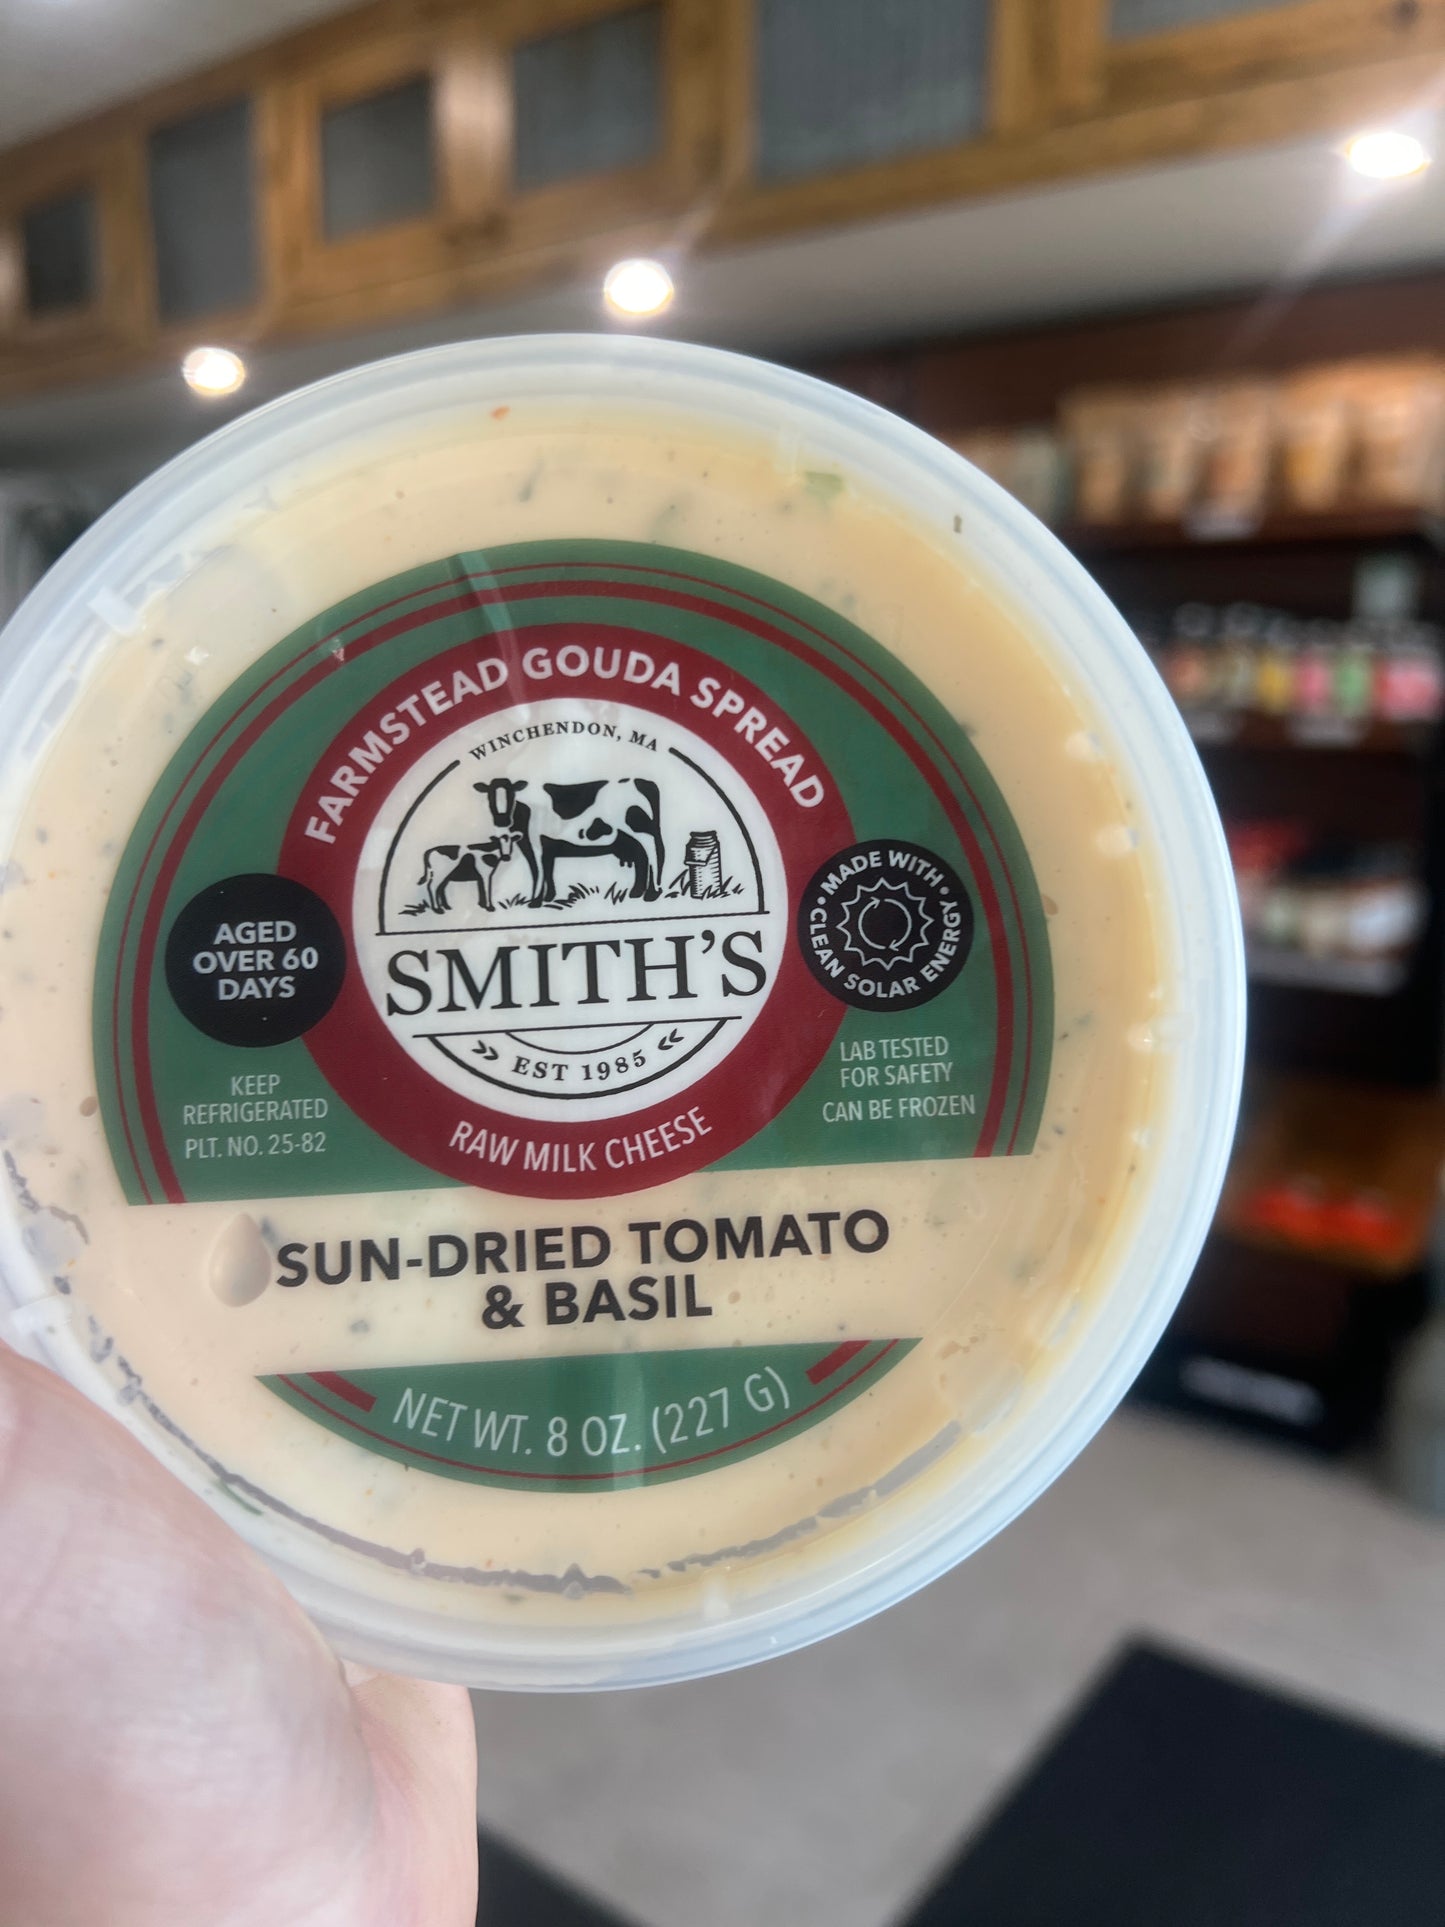 FARMSTEAD GOUDA SPREAD
WINCHENDON, MA
SMITH'S
EST 1985
RAW MILK CHEESE
AGED
OVER 60
DAYS
KEEP
REFRIGERATED
PLT. NO. 25-82
• MADE WITH •
CLEAN SOLAR ENERGY
LAB TESTED
FOR SAFETY
CAN BE FROZEN
SUN-DRIED TOMATO
& BASIL
NET WT. 8 OZ. (227 G)